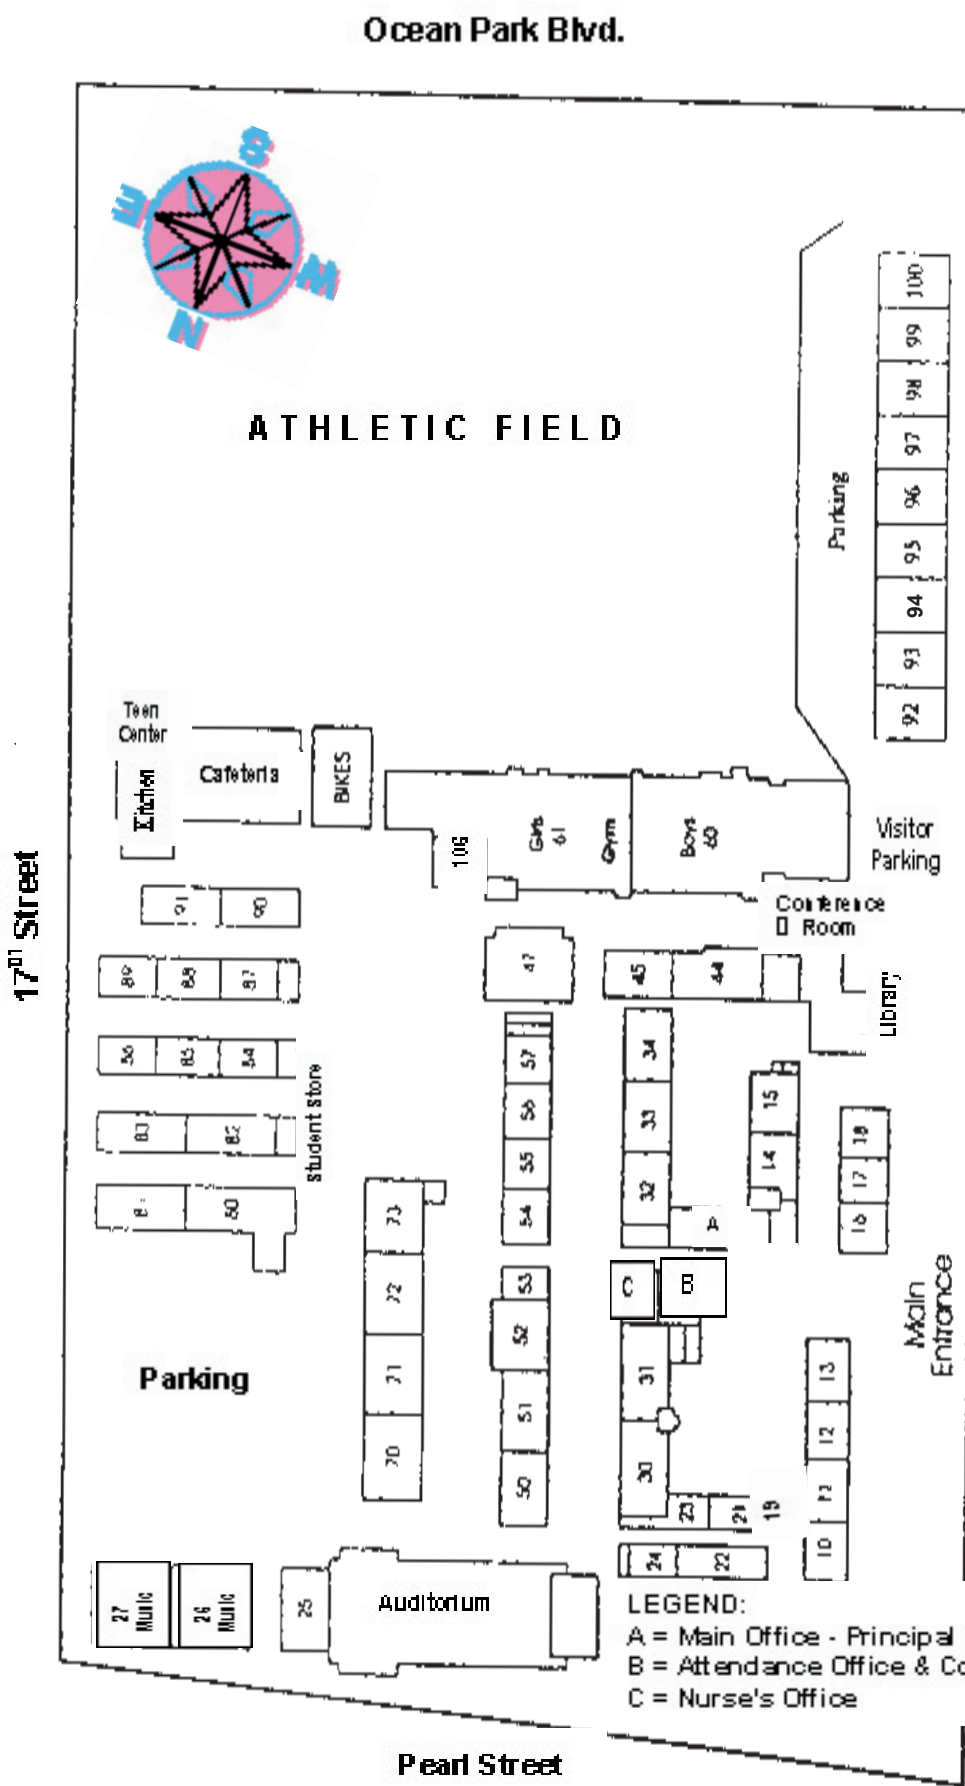 Ocean Park Blvd.
S
E
W
N
ATHLETIC FIELD
100
99
98
97
96
95
94
93
92
Parking
Teen
Center
Cafeteria
Kitchen
BIKES
106
Girls
61
Gym
Boys
60
Visitor
Parking
Conference
Room
17th Street
91
90
89
88
87
47
45
44
Library
86
85
84
Student Store
83
82
80
57
56
55
54
34
33
32
15
14
18
17
16
A
73
72
71
70
53
52
51
50
C
B
31
30
Main
Entrance
13
12
10
23
21
19
24
22
Parking
27
Music
26
Music
25
Auditorium
LEGEND:
A = Main Office - Principal
B = Attendance Office & Co
C = Nurse's Office
Pearl Street